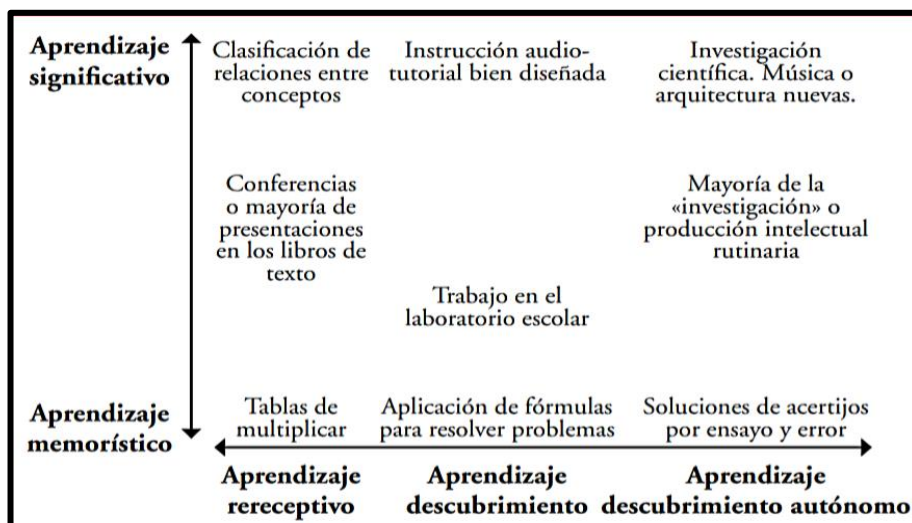 Aprendizaje
significativo
Clasificación de
relaciones entre
conceptos
Instrucción audio-
tutorial bien diseñada
Investigación
científica. Música o
arquitectura nuevas.
Conferencias
o mayoría de
presentaciones
en los libros de
texto
Mayoría de la
«investigación» o
producción intelectual
rutinaria
Trabajo en el
laboratorio escolar
Aprendizaje
memorístico
Tablas de
multiplicar
Aplicación de fórmulas
para resolver problemas
Soluciones de acertijos
por ensayo y error
Aprendizaje
rereceptivo
Aprendizaje
descubrimiento
Aprendizaje
descubrimiento autónomo